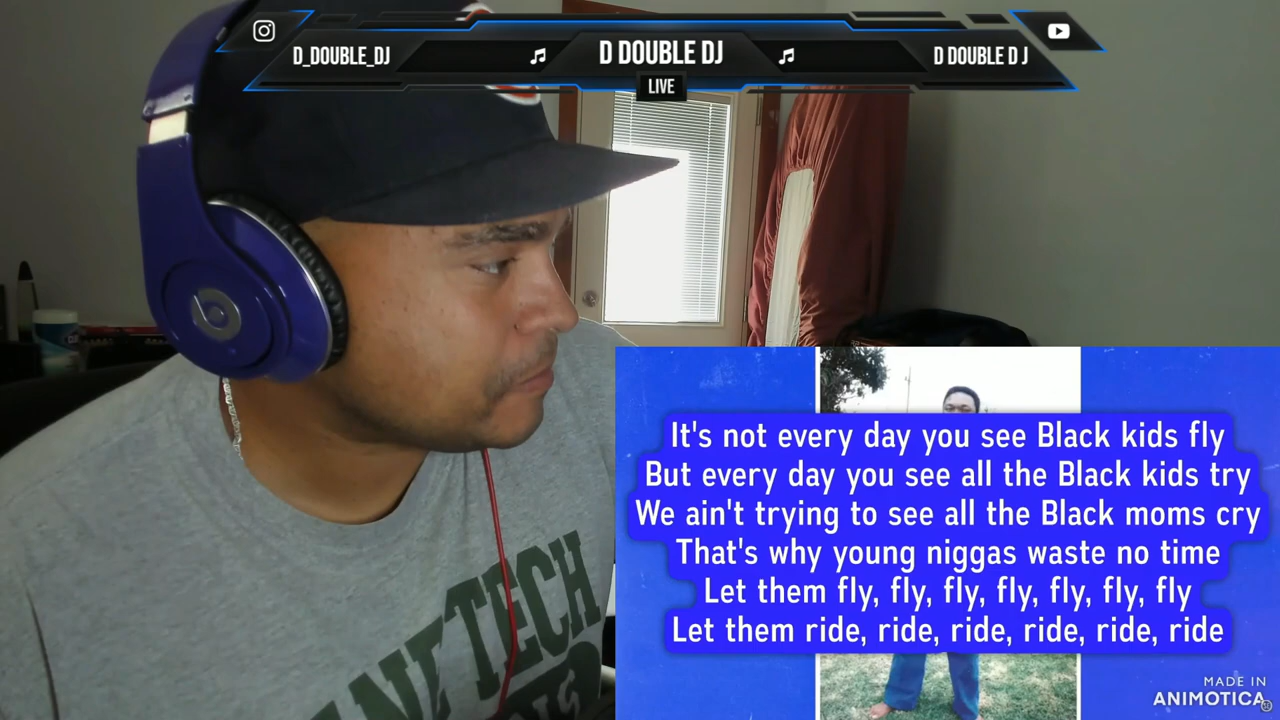 D_DOUBLE_DJ
D DOUBLE DJ
D DOUBLE D J
LIVE
It's not every day you see Black kids fly
But every day you see all the Black kids try
We ain't trying to see all the Black moms cry
That's why young niggas waste no time
Let them fly, fly, fly, fly, fly, fly, fly
Let them ride, ride, ride, ride, ride, ride
TECH
MADE IN
ANIMOTICA